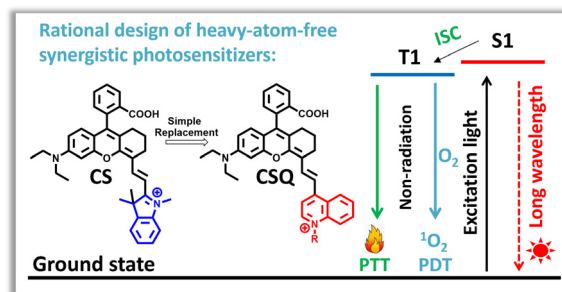 Rational design of heavy-atom-free
synergistic photosensitizers:
ISC
S1
T1
COOH
Simple
Replacement
COOH
N
O
CS
N
N
O
CSQ
N
R
Non-radiation
O2
Excitation light
Long wavelength
1O2
PTT
PDT
Ground state